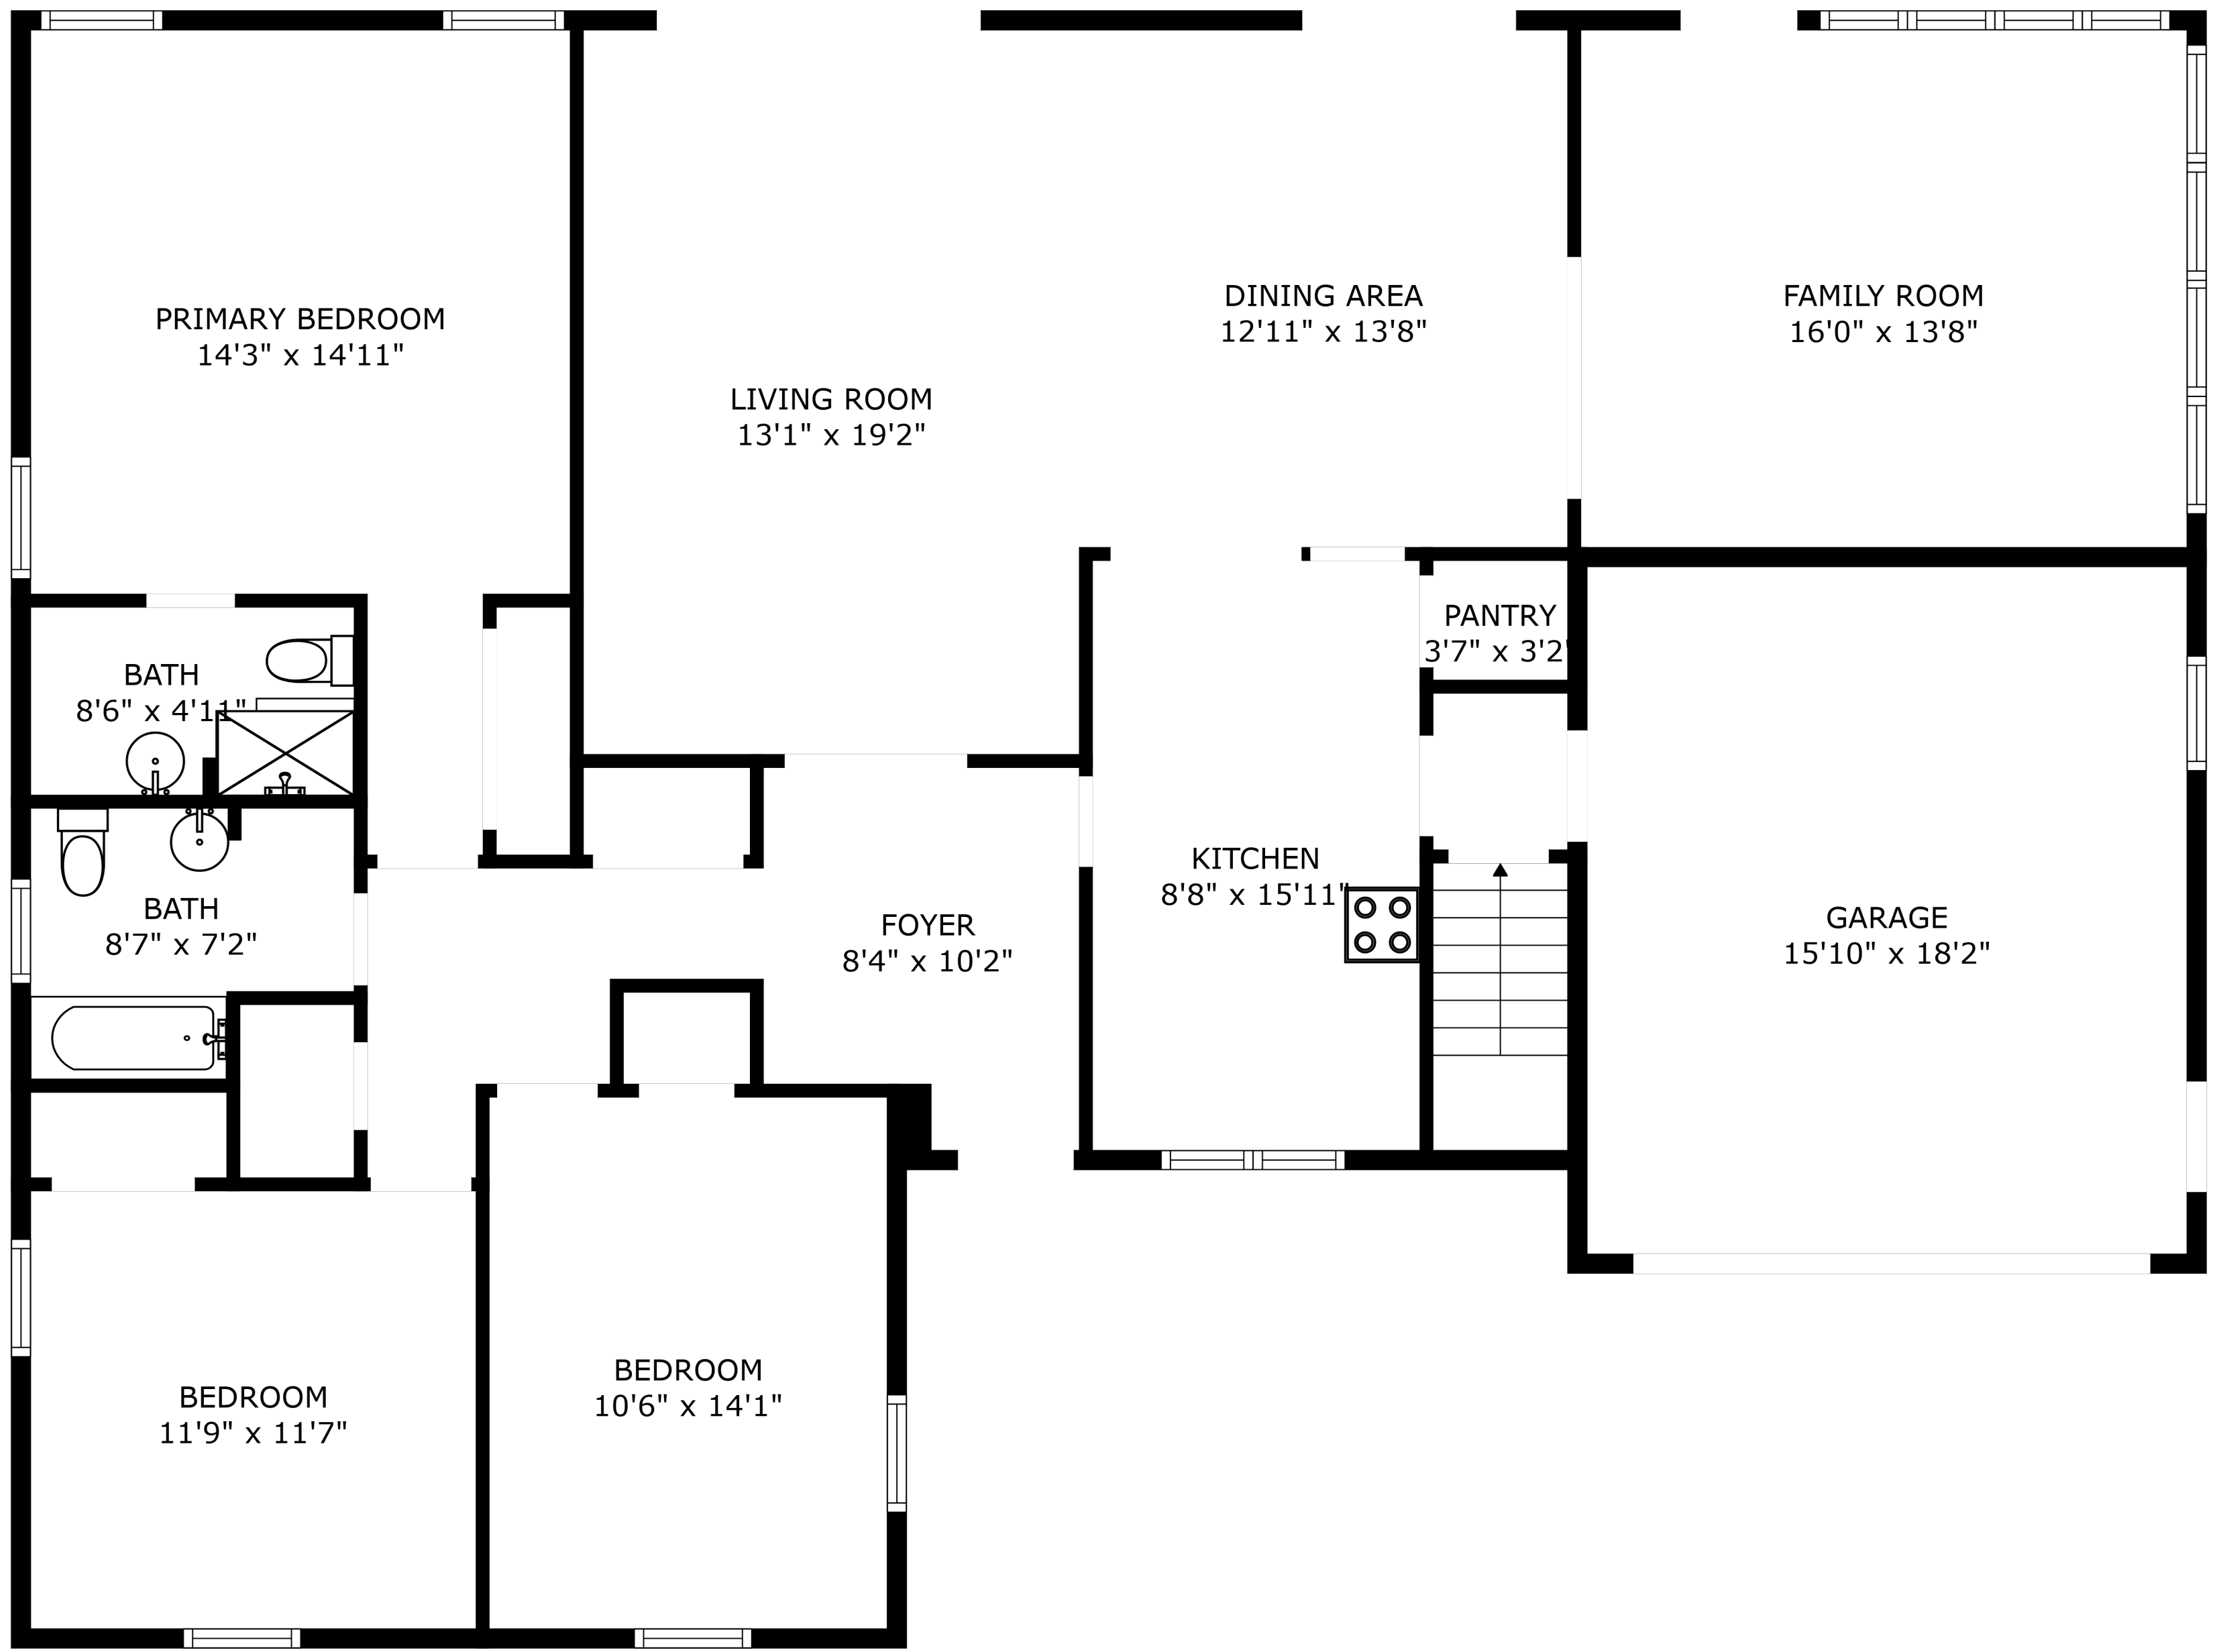 DINING AREA
12'11" x 13'8"
FAMILY ROOM
16'0" x 13'8"
PRIMARY BEDROOM
14'3" x 14'11"
LIVING ROOM
13'1" x 19'2"
PANTRY
3'7" x 3'2"
BATH
8'6" x 4'11"
KITCHEN
8'8" x 15'11"
BATH
8'7" x 7'2"
FOYER
8'4" x 10'2"
GARAGE
15'10" x 18'2"
BEDROOM
10'6" x 14'1"
BEDROOM
11'9" x 11'7"